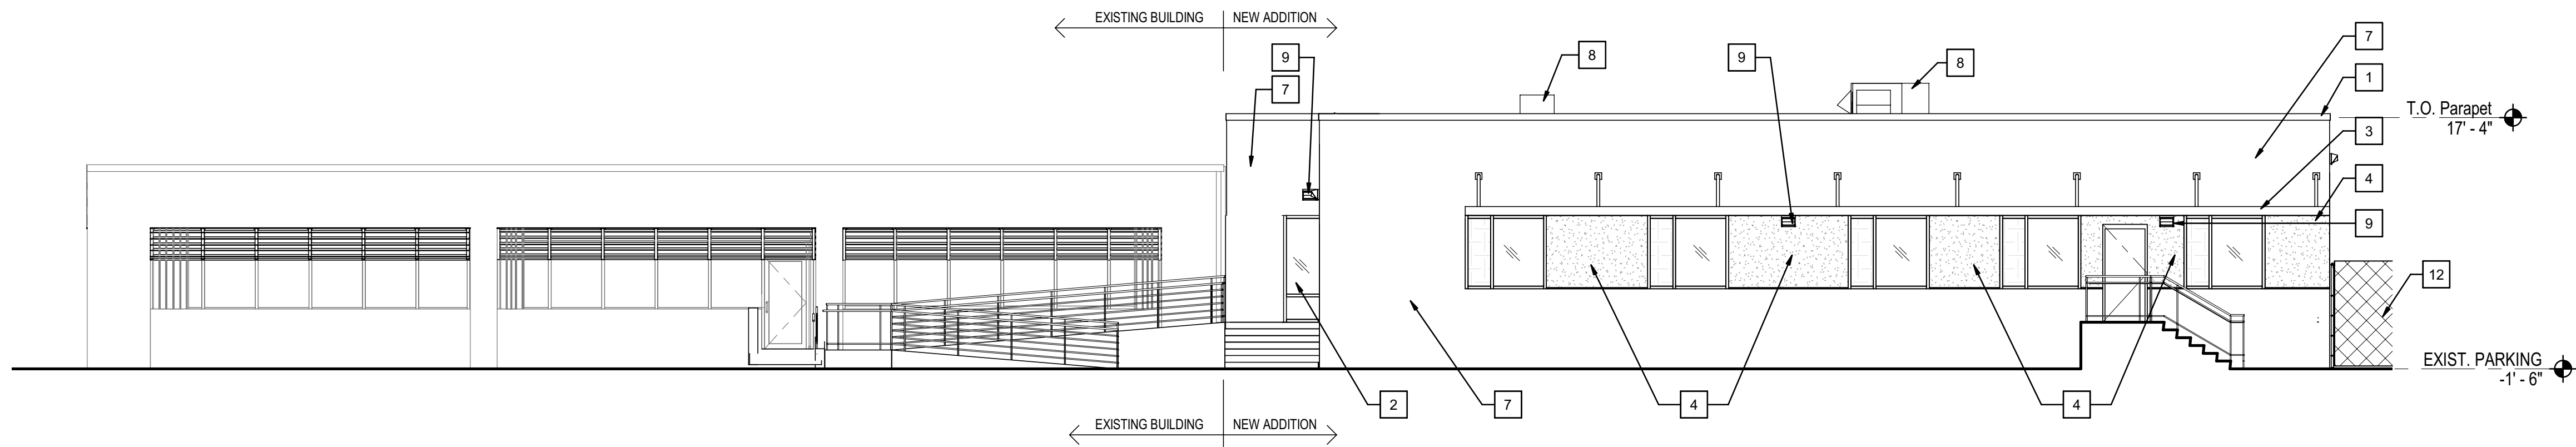 EXISTING BUILDING NEW ADDITION
7
8
9
9
8
1
7
T.O. Parapet
17' - 4"
3
4
9
12
EXIST. PARKING
-1' - 6"
2
7
4
4
EXISTING BUILDING NEW ADDITION